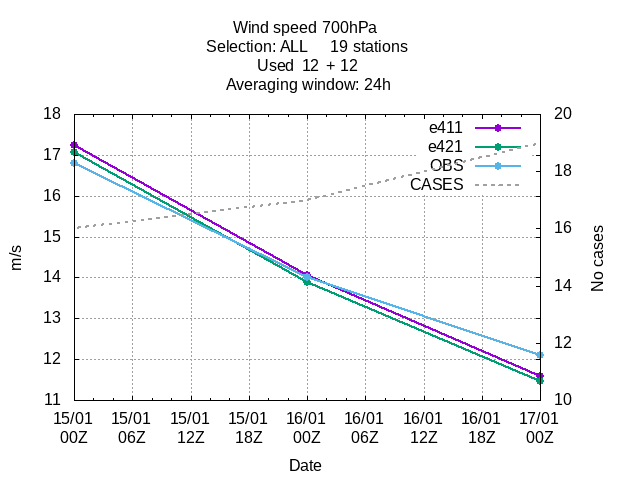 Wind speed 700hPa
Selection: ALL 19 stations
Used 12 + 12
Averaging window: 24h
18
17
16
15
14
13
12
11
m/s
20
18
16
14
12
10
No cases
e411
e421
OBS
CASES
15/01 15/01 15/01 15/01 16/01 16/01 16/01 16/01 17/01
00Z 06Z 12Z 18Z 00Z 06Z 12Z 18Z 00Z
Date